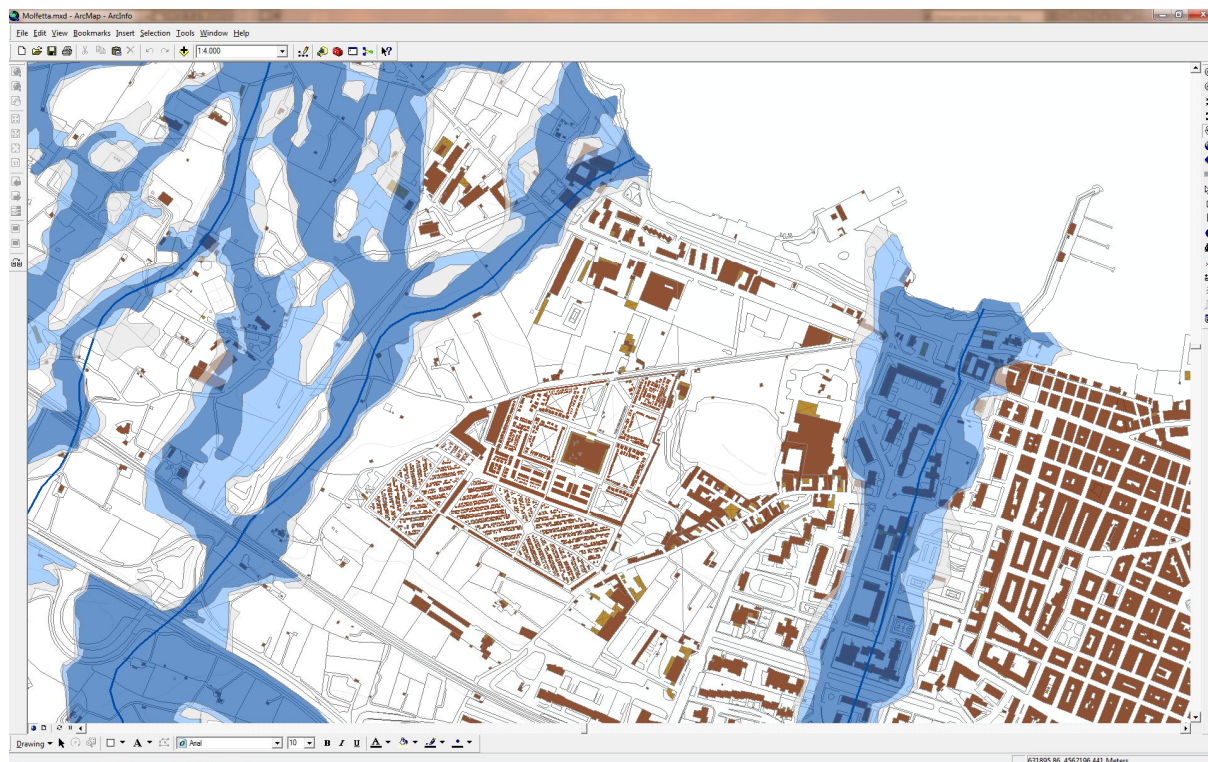 Molfetta.mxd - ArcMap - ArcInfo
File Edit View Bookmarks Insert Selection Tools Window Help
1:4.000
Drawing
A
Arial
10
B I U A
631895,86 4562196,441 Meters